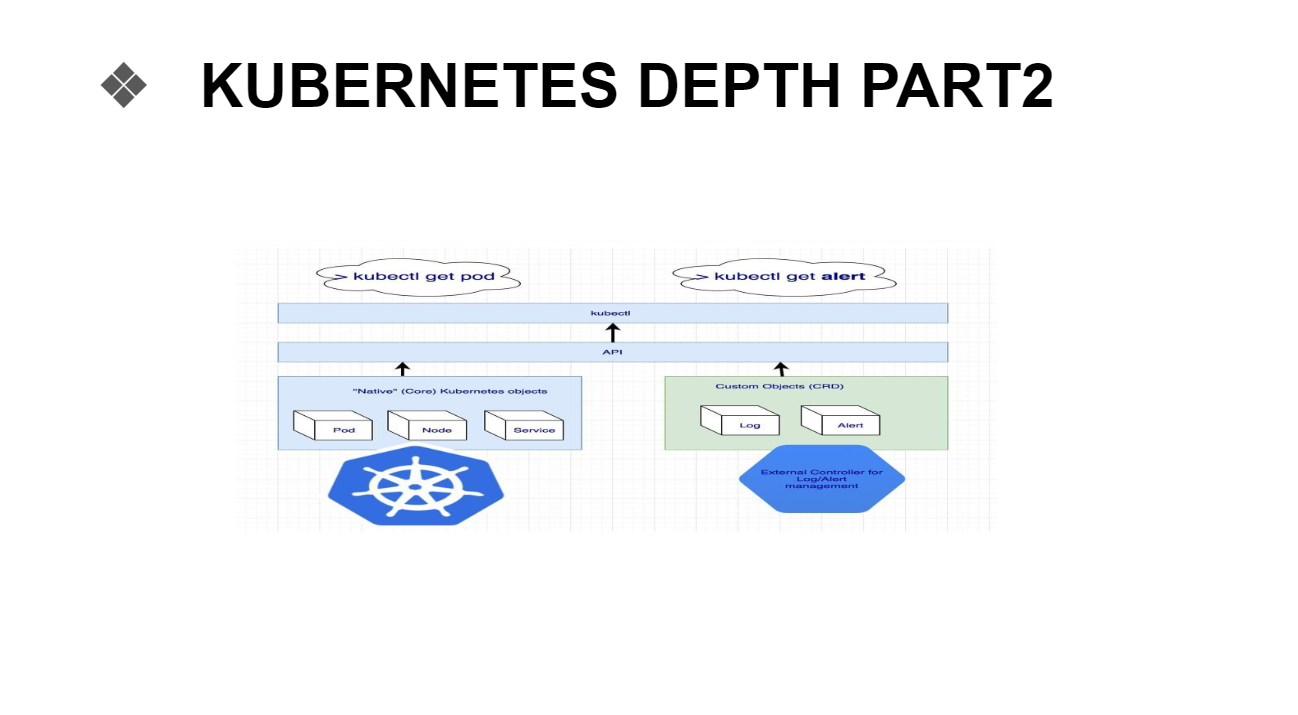 KUBERNETES DEPTH PART2
> kubectl get pod
> kubectl get alert
kubectl
API
"Native" (Core) Kubernetes objects
Pod
Node
Service
Custom Objects (CRD)
Log
Alert
External Controller for
Log/Alert
management